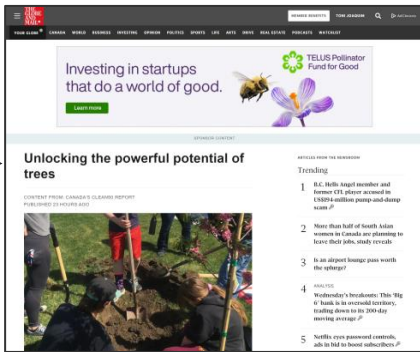 THE
GLOBE
AND
MAIL*
MEMBER BENEFITS
YOUR GLOBE
CANADA WORLD BUSINESS INVESTING OPINION POLITICS SPORTS LIFE ARTS DRIVE REAL ESTATE PODCASTS WATCHLIST
Investing in startups
that do a world of good.
Learn more
TELUS Pollinator
Fund for Good
SPONSOR CONTENT
Unlocking the powerful potential of
trees
CONTENT FROM: CANADA'S CLEAN50 REPORT
PUBLISHED 23 HOURS AGO
ARTICLES FROM THE NEWSROOM
Trending
1 B.C. Hells Angel member and
former CFL player accused in
US$194-million pump-and-dump
scam
2 More than half of South Asian
women in Canada are planning to
leave their jobs, study reveals
3 Is an airport lounge pass worth
the splurge?
4 ANALYSIS
Wednesday's breakouts: This 'Big
6' bank is in oversold territory,
trading down to its 200-day
moving average
5 Netflix eyes password controls,
ads in bid to boost subscribers